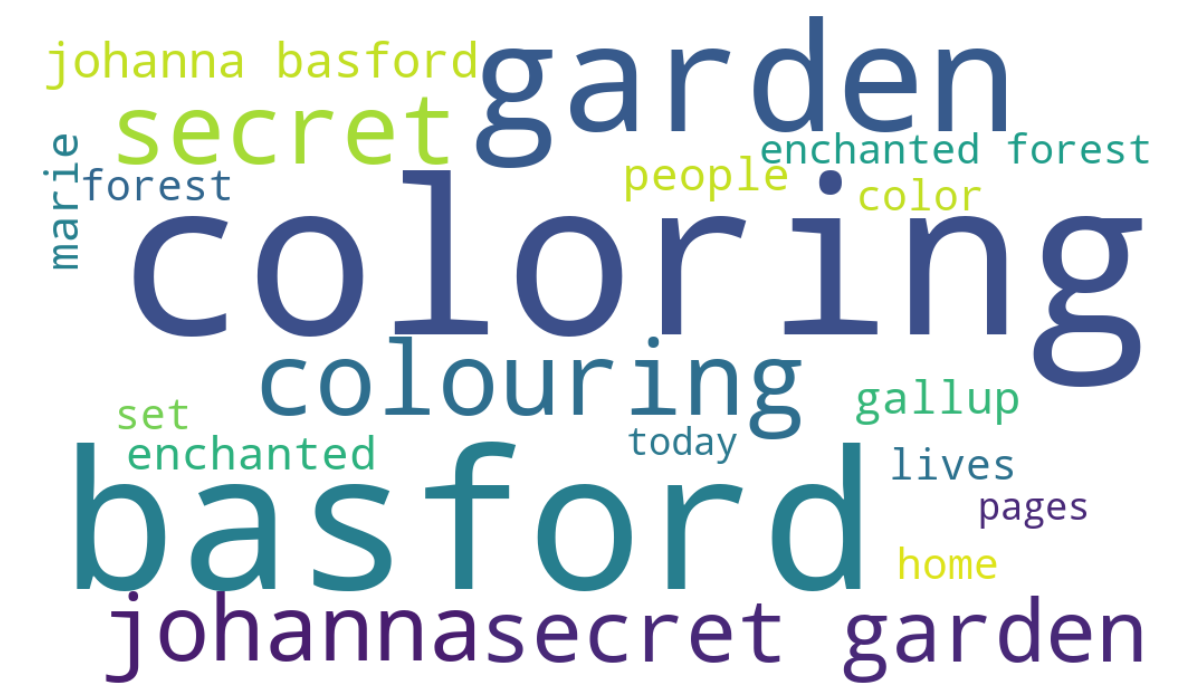 johanna basford
garden
secret
enchanted forest
marie
forest
people
color
coloring
colouring
gallup
set
today
enchanted
lives
basford
pages
home
johanna
secret garden